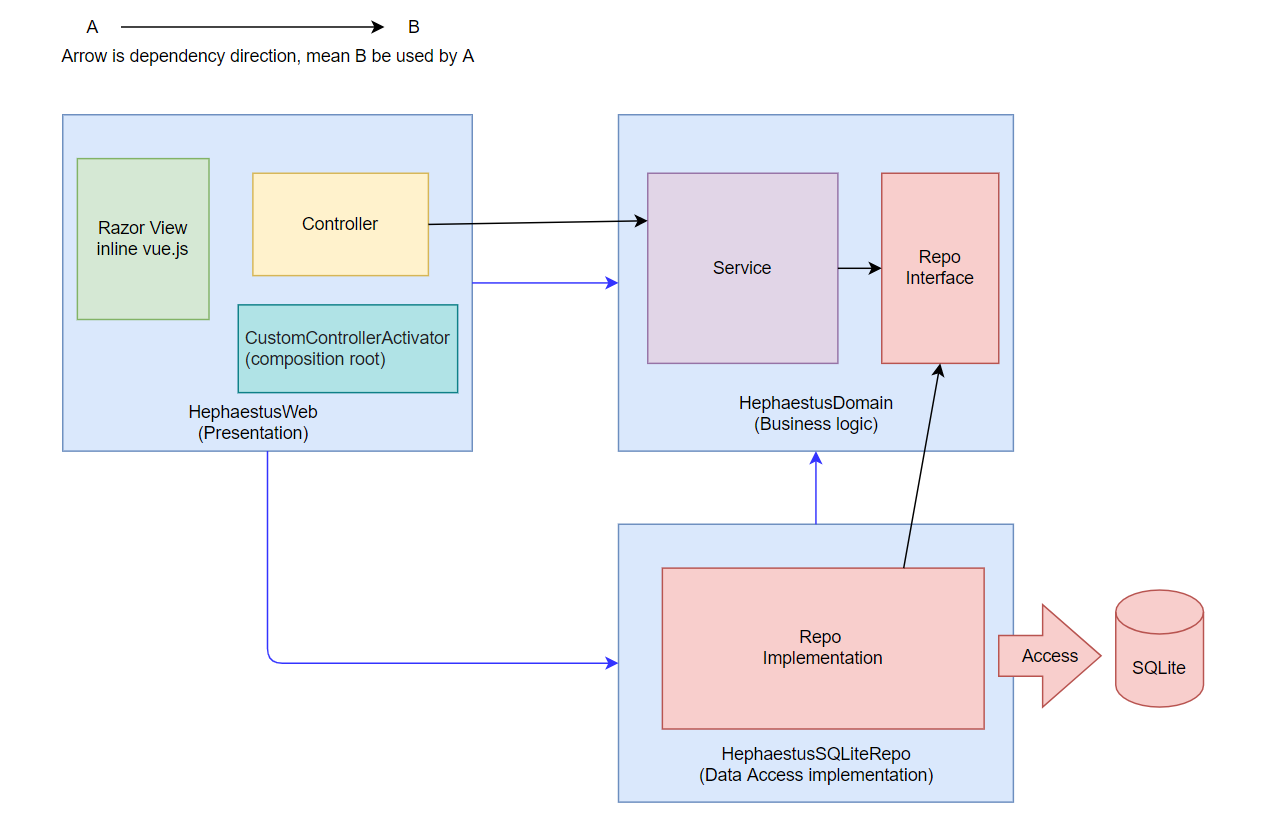 A
B
Arrow is dependency direction, mean B be used by A
Razor View
inline vue.js
Controller
CustomControllerActivator
(composition root)
HephaestusWeb
(Presentation)
Service
Repo
Interface
HephaestusDomain
(Business logic)
Repo
Implementation
HephaestusSQLiteRepo
(Data Access implementation)
Access
SQLite